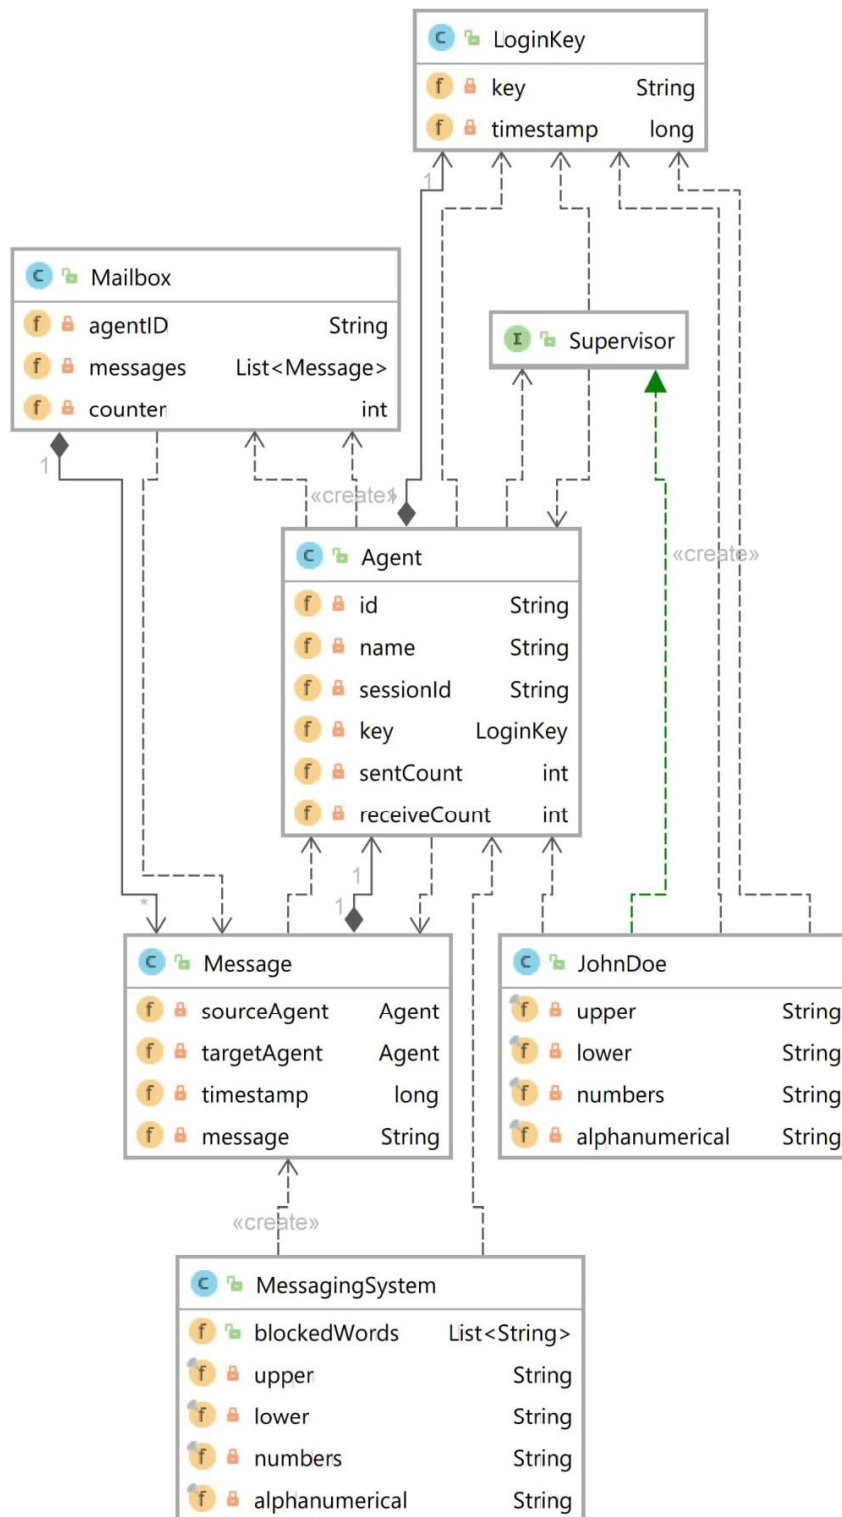 LoginKey
key String
timestamp long
1
Mailbox
agentID String
messages List<Message>
counter int
Supervisor
1
«create»
1
«create»
Agent
id String
name String
sessionId String
key LoginKey
sentCount int
receiveCount int
1
*
1
Message
sourceAgent Agent
targetAgent Agent
timestamp long
message String
JohnDoe
upper String
lower String
numbers String
alphanumerical String
«create»
MessagingSystem
blockedWords List<String>
upper String
lower String
numbers String
alphanumerical String